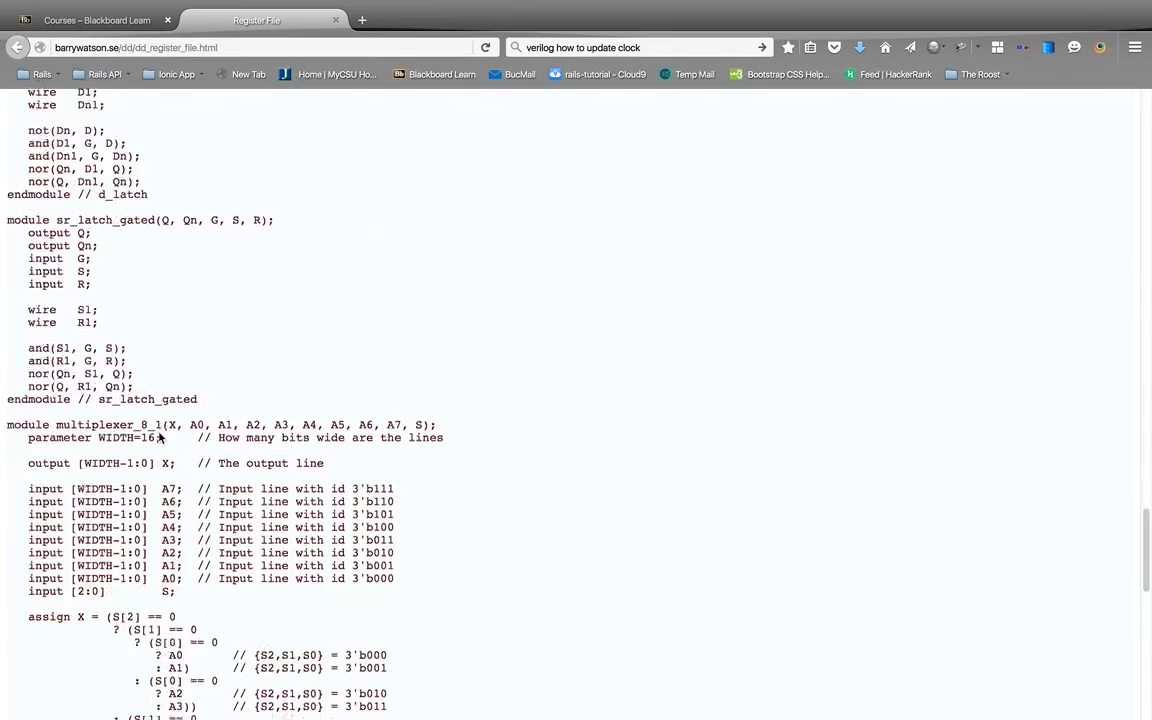 Courses – Blackboard Learn
Register File
barrywatson.se/dd/dd_register_file.html
verilog how to update clock
Rails
Rails API
Ionic App
New Tab
Home | MyCSU Ho...
Blackboard Learn
BucMail
rails-tutorial - Cloud9
Temp Mail
Bootstrap CSS Help...
Feed | HackerRank
The Roost
wire D1;
wire Dn1;
not(Dn, D);
and(D1, G, D);
and(Dn1, G, Dn);
nor(Qn, D1, Q);
nor(Q, Dn1, Qn);
endmodule // d_latch
module sr_latch_gated(Q, Qn, G, S, R);
output Q;
output Qn;
input G;
input S;
input R;
wire S1;
wire R1;
and(S1, G, S);
and(R1, G, R);
nor(Qn, S1, Q);
nor(Q, R1, Qn);
endmodule // sr_latch_gated
module multiplexer_8_1(X, A0, A1, A2, A3, A4, A5, A6, A7, S);
parameter WIDTH=16; // How many bits wide are the lines
output [WIDTH-1:0] X; // The output line
input [WIDTH-1:0] A7; // Input line with id 3'b111
input [WIDTH-1:0] A6; // Input line with id 3'b110
input [WIDTH-1:0] A5; // Input line with id 3'b101
input [WIDTH-1:0] A4; // Input line with id 3'b100
input [WIDTH-1:0] A3; // Input line with id 3'b011
input [WIDTH-1:0] A2; // Input line with id 3'b010
input [WIDTH-1:0] A1; // Input line with id 3'b001
input [WIDTH-1:0] A0; // Input line with id 3'b000
input [2:0] S;
assign X = (S[2] == 0
? (S[1] == 0
? (S[0] == 0
? A0 // {S2,S1,S0} = 3'b000
: A1) // {S2,S1,S0} = 3'b001
: (S[0] == 0
? A2 // {S2,S1,S0} = 3'b010
: A3)) // {S2,S1,S0} = 3'b011
: (S[1] == 0